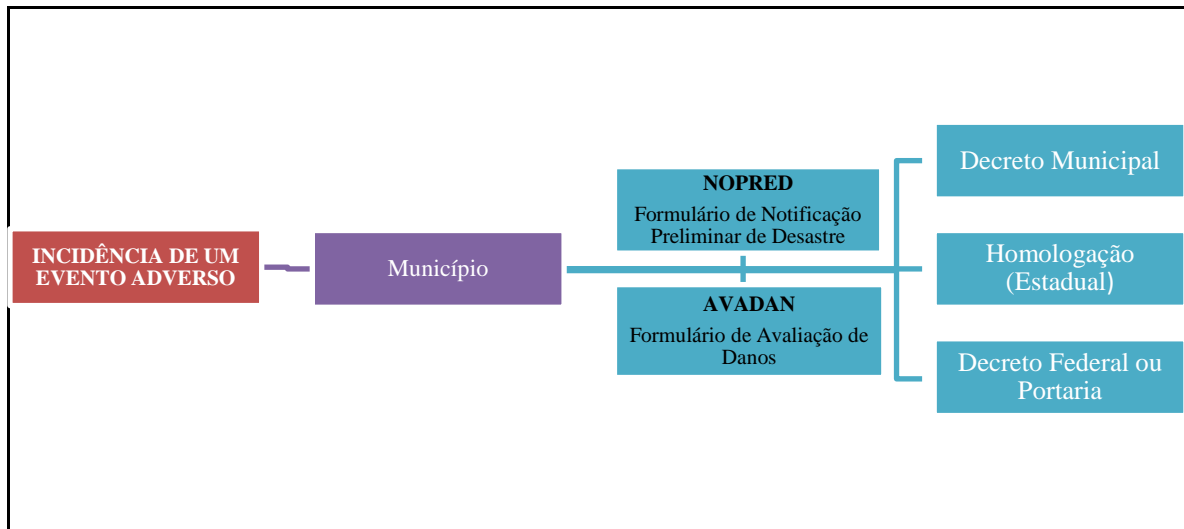 INCIDÊNCIA DE UM
EVENTO ADVERSO
Município
NOPRED
Formulário de Notificação
Preliminar de Desastre
AVADAN
Formulário de Avaliação de
Danos
Decreto Municipal
Homologação
(Estadual)
Decreto Federal ou
Portaria